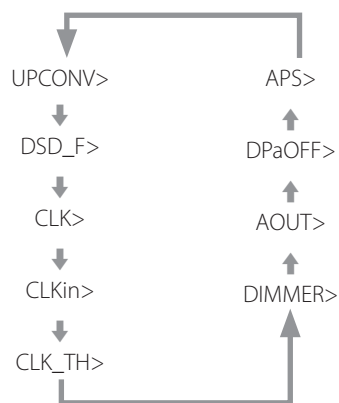 UPCONV>
DSD_F>
CLK>
CLKin>
CLK_TH>
DIMMER>
AOUT>
DPaOFF>
APS>